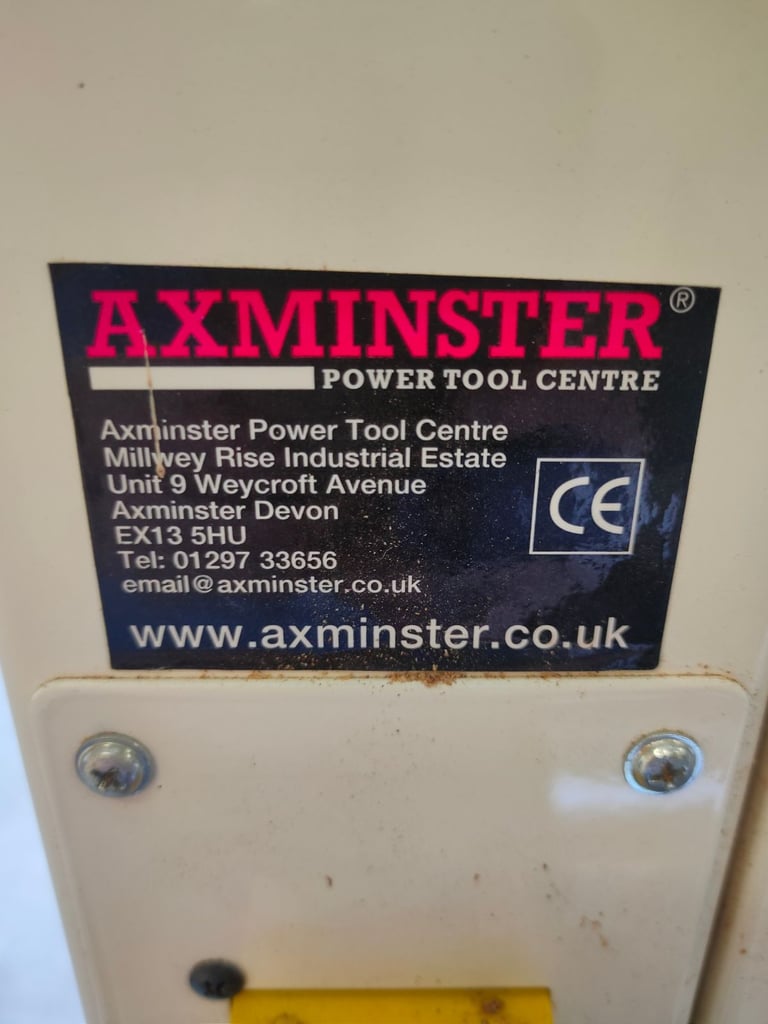 AXMINSTER®
POWER TOOL CENTRE
Axminster Power Tool Centre
Millwey Rise Industrial Estate
Unit 9 Weycroft Avenue
Axminster Devon
EX13 5HU
Tel: 01297 33656
email@axminster.co.uk
CE
www.axminster.co.uk